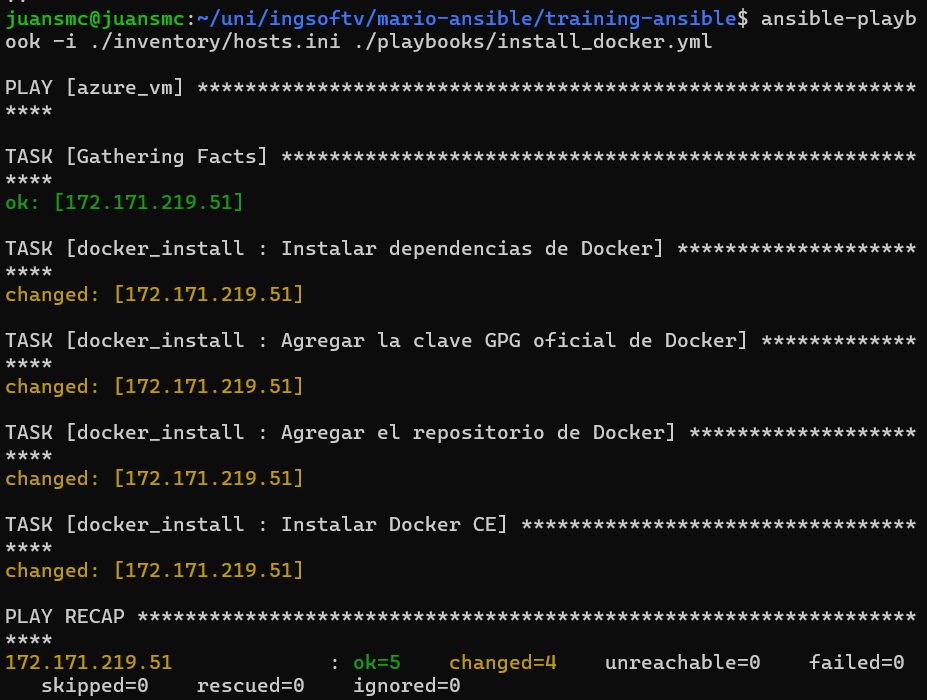 juansmc@juansmc:~/uni/ingsoftv/mario-ansible/training-ansible$ ansible-playb
ook -i ./inventory/hosts.ini ./playbooks/install_docker.yml
PLAY [azure_vm] ************************************************************
****
TASK [Gathering Facts] *****************************************************
****
ok: [172.171.219.51]
TASK [docker_install : Instalar dependencias de Docker] ********************
****
changed: [172.171.219.51]
TASK [docker_install : Agregar la clave GPG oficial de Docker] *************
****
changed: [172.171.219.51]
TASK [docker_install : Agregar el repositorio de Docker] *******************
****
changed: [172.171.219.51]
TASK [docker_install : Instalar Docker CE] *********************************
****
changed: [172.171.219.51]
PLAY RECAP *****************************************************************
****
172.171.219.51             : ok=5    changed=4    unreachable=0    failed=0
   skipped=0    rescued=0    ignored=0